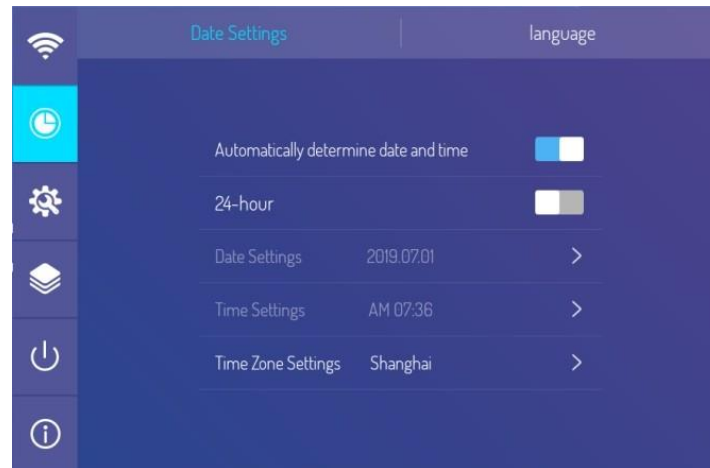 Date Settings language
Automatically determine date and time
24-hour
Date Settings 2019.07.01
Time Settings AM 07:36
Time Zone Settings Shanghai